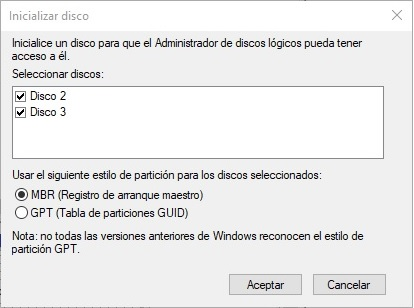 Inicializar disco
Inicialice un disco para que el Administrador de discos lógicos pueda tener
acceso a él.
Seleccionar discos:
Disco 2
Disco 3
Usar el siguiente estilo de partición para los discos seleccionados:
MBR (Registro de arranque maestro)
GPT (Tabla de particiones GUID)
Nota: no todas las versiones anteriores de Windows reconocen el estilo de
partición GPT.
Aceptar
Cancelar